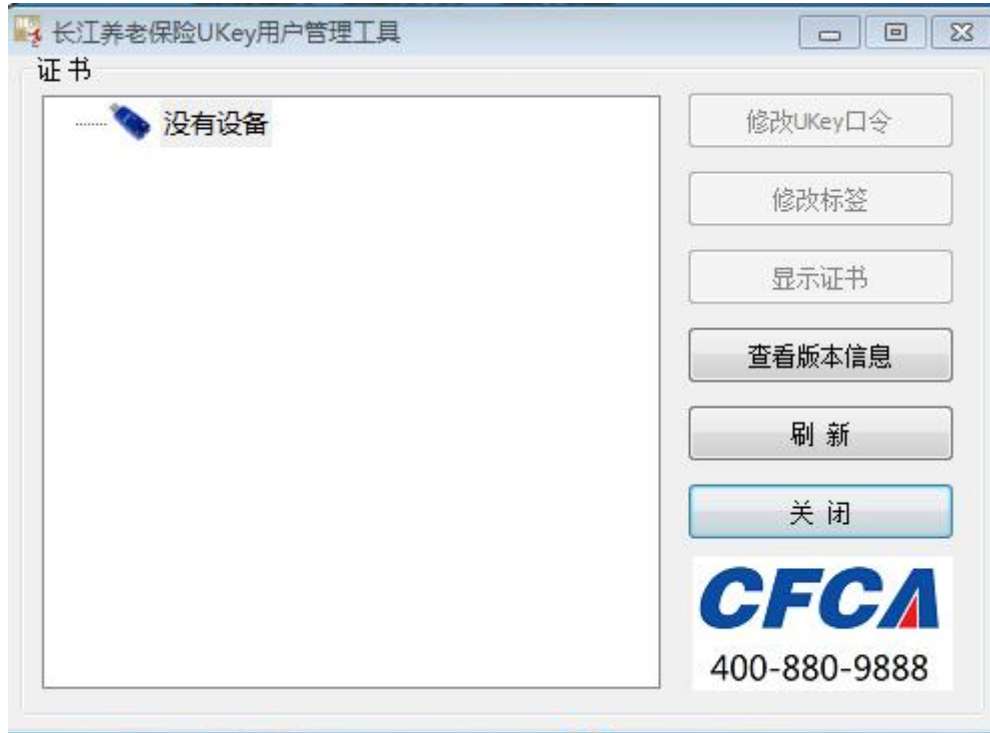 长江养老保险UKey用户管理工具
证书
没有设备
修改UKey口令
修改标签
显示证书
查看版本信息
刷 新
关 闭
CFCA
400-880-9888